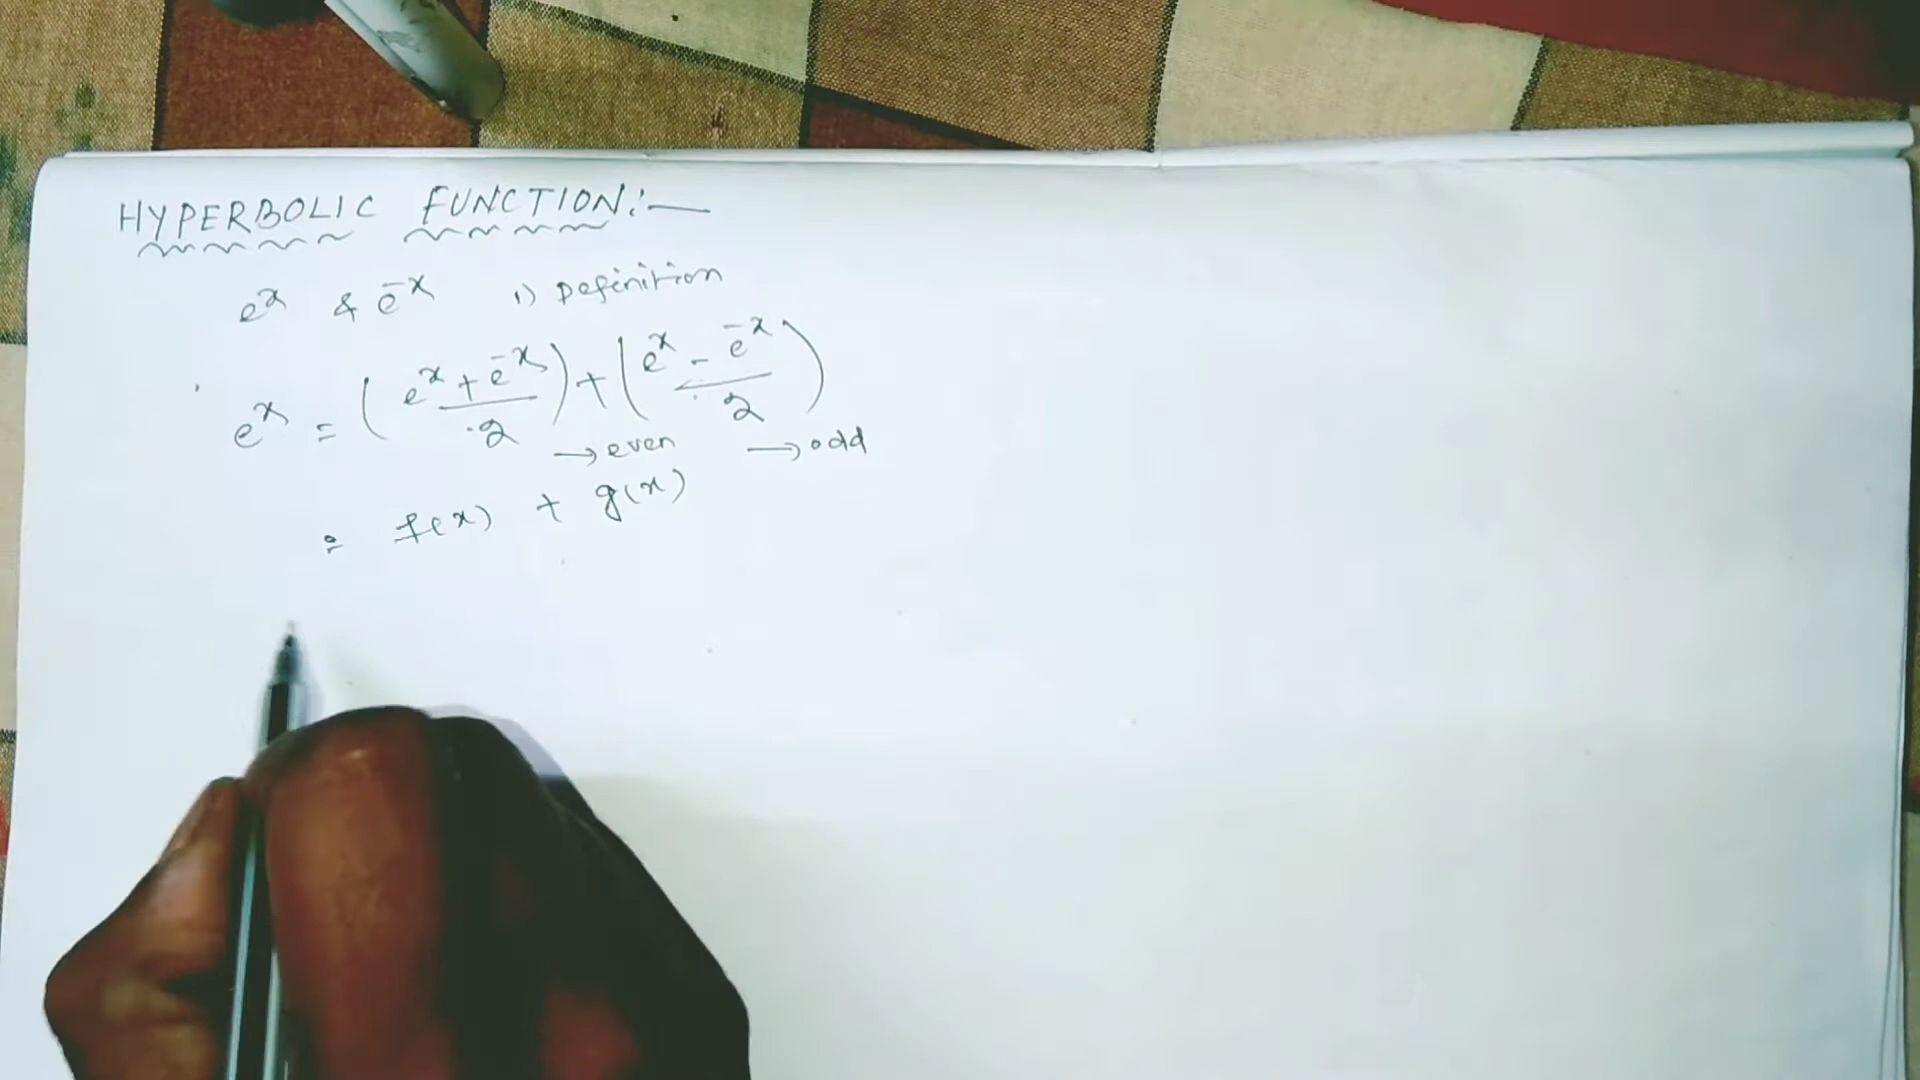 HYPERBOLIC FUNCTION:—
e^x & e^-x 1) Definition
e^x = (e^x + e^-x / 2) + (e^x - e^-x / 2)
→ even → odd
= f(x) + g(x)